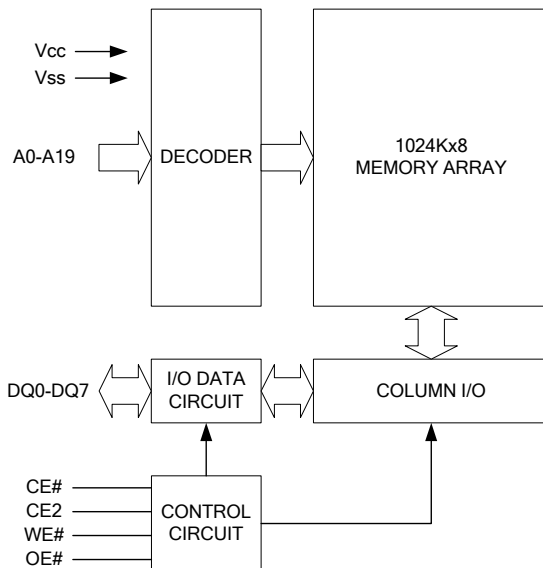 Vcc
Vss
A0-A19
DECODER
1024Kx8
MEMORY ARRAY
DQ0-DQ7
I/O DATA
CIRCUIT
COLUMN I/O
CE#
CE2
WE#
OE#
CONTROL
CIRCUIT